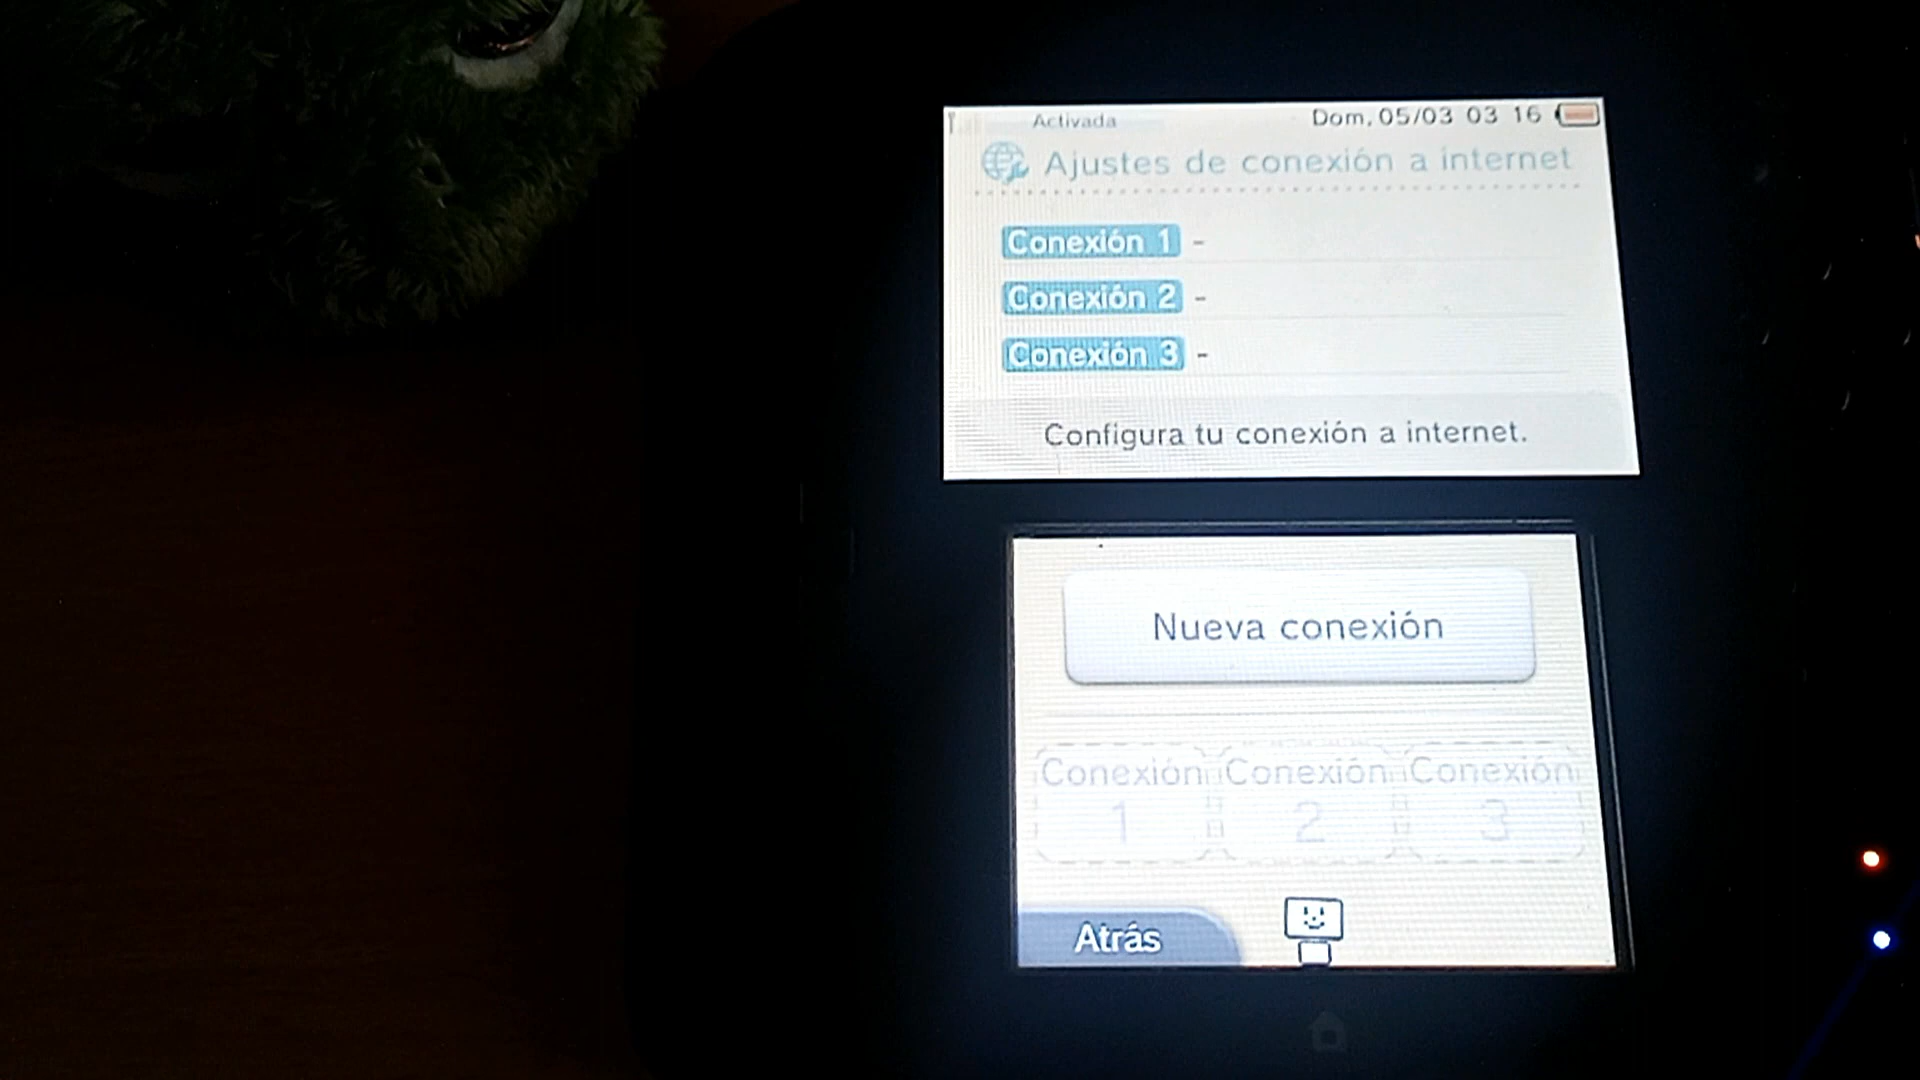 Activada Dom. 05/03 03 16
Ajustes de conexión a internet
Conexión 1 -
Conexión 2 -
Conexión 3 -
Configura tu conexión a internet.
Nueva conexión
Conexión 1
Conexión 2
Conexión 3
Atrás